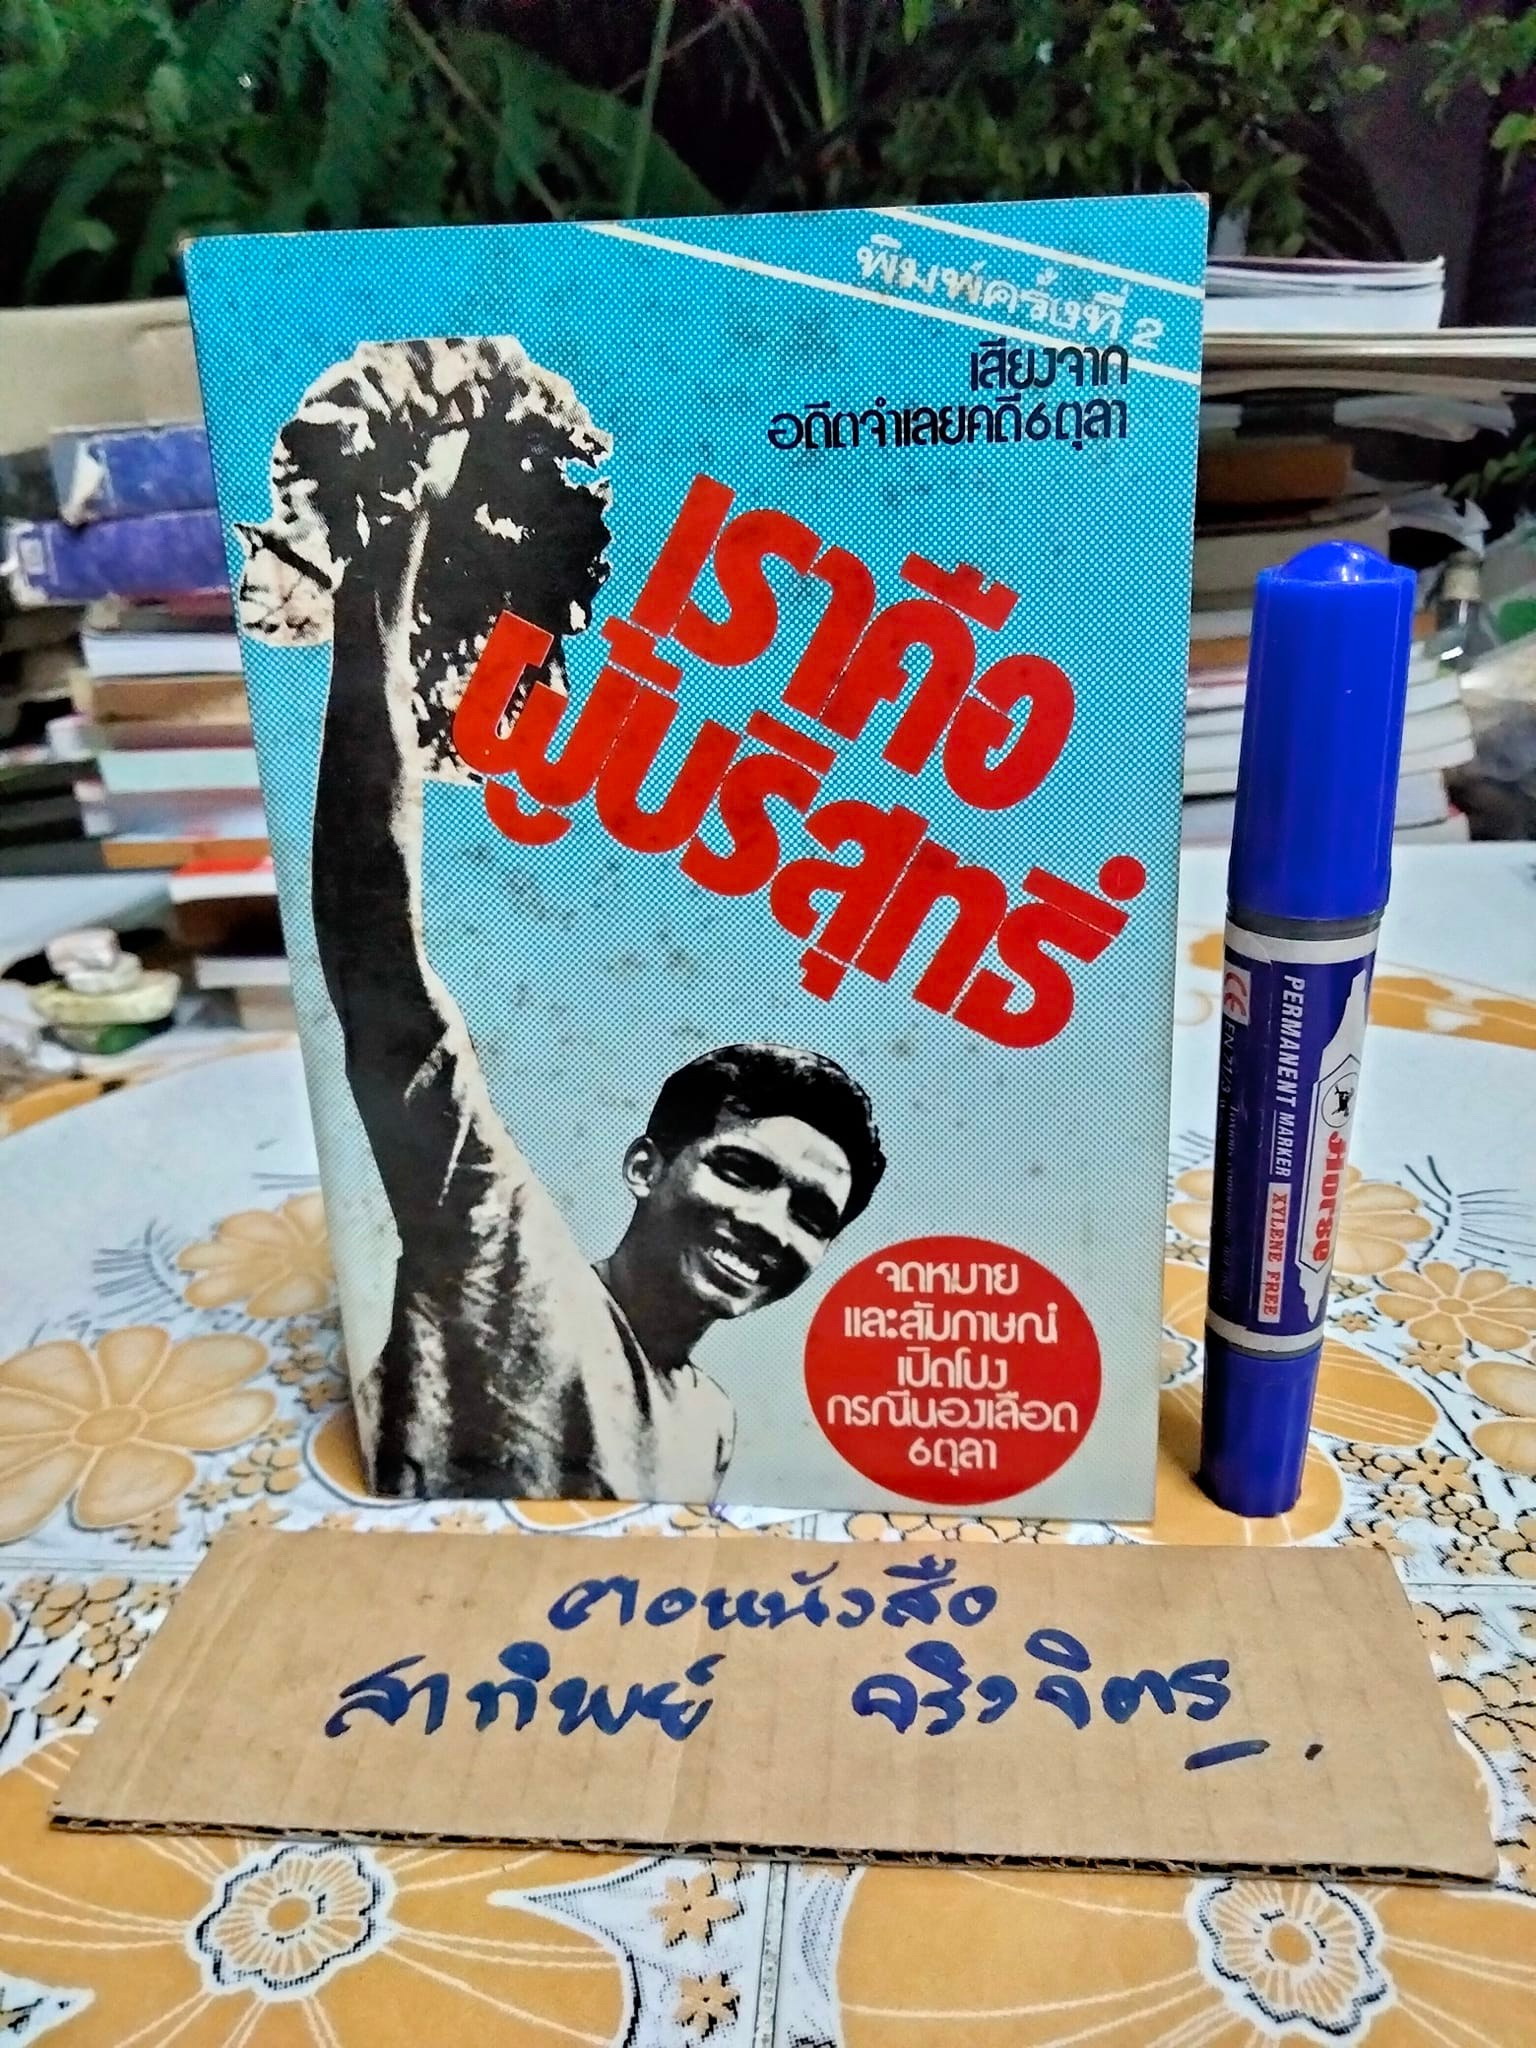 พิมพ์ครั้งที่ 2
เสียงจาก
อดีตจำเลยคดี6ตุลา
เราคือ
ผู้บริสุทธิ์
จดหมาย
และสัมภาษณ์
เปิดโปง
กรณีนองเลือด
6ตุลา
PERMANENT MARKER
XYLENE FREE
Horse
CE
ตอหนังสือ
สาทิพย์ จริงจิตร